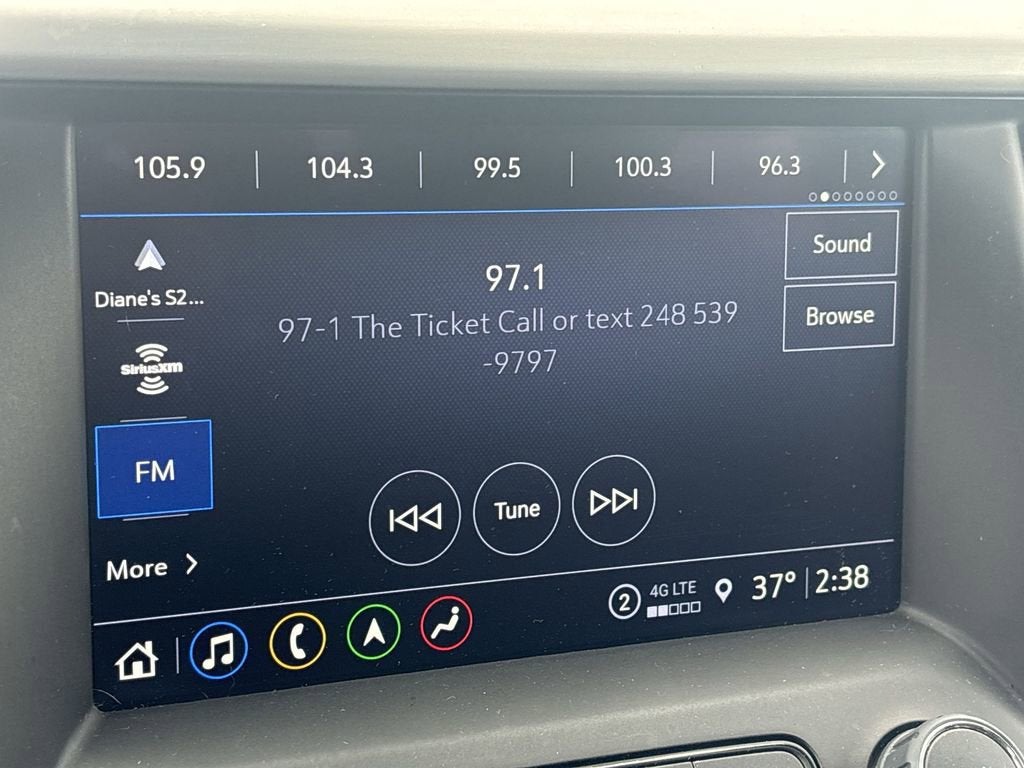 105.9 104.3 99.5 100.3 96.3
Sound
97.1
Diane's S2...
97-1 The Ticket Call or text 248 539
-9797
Browse
SiriusXM
FM
Tune
More
2 4G LTE 37° 2:38